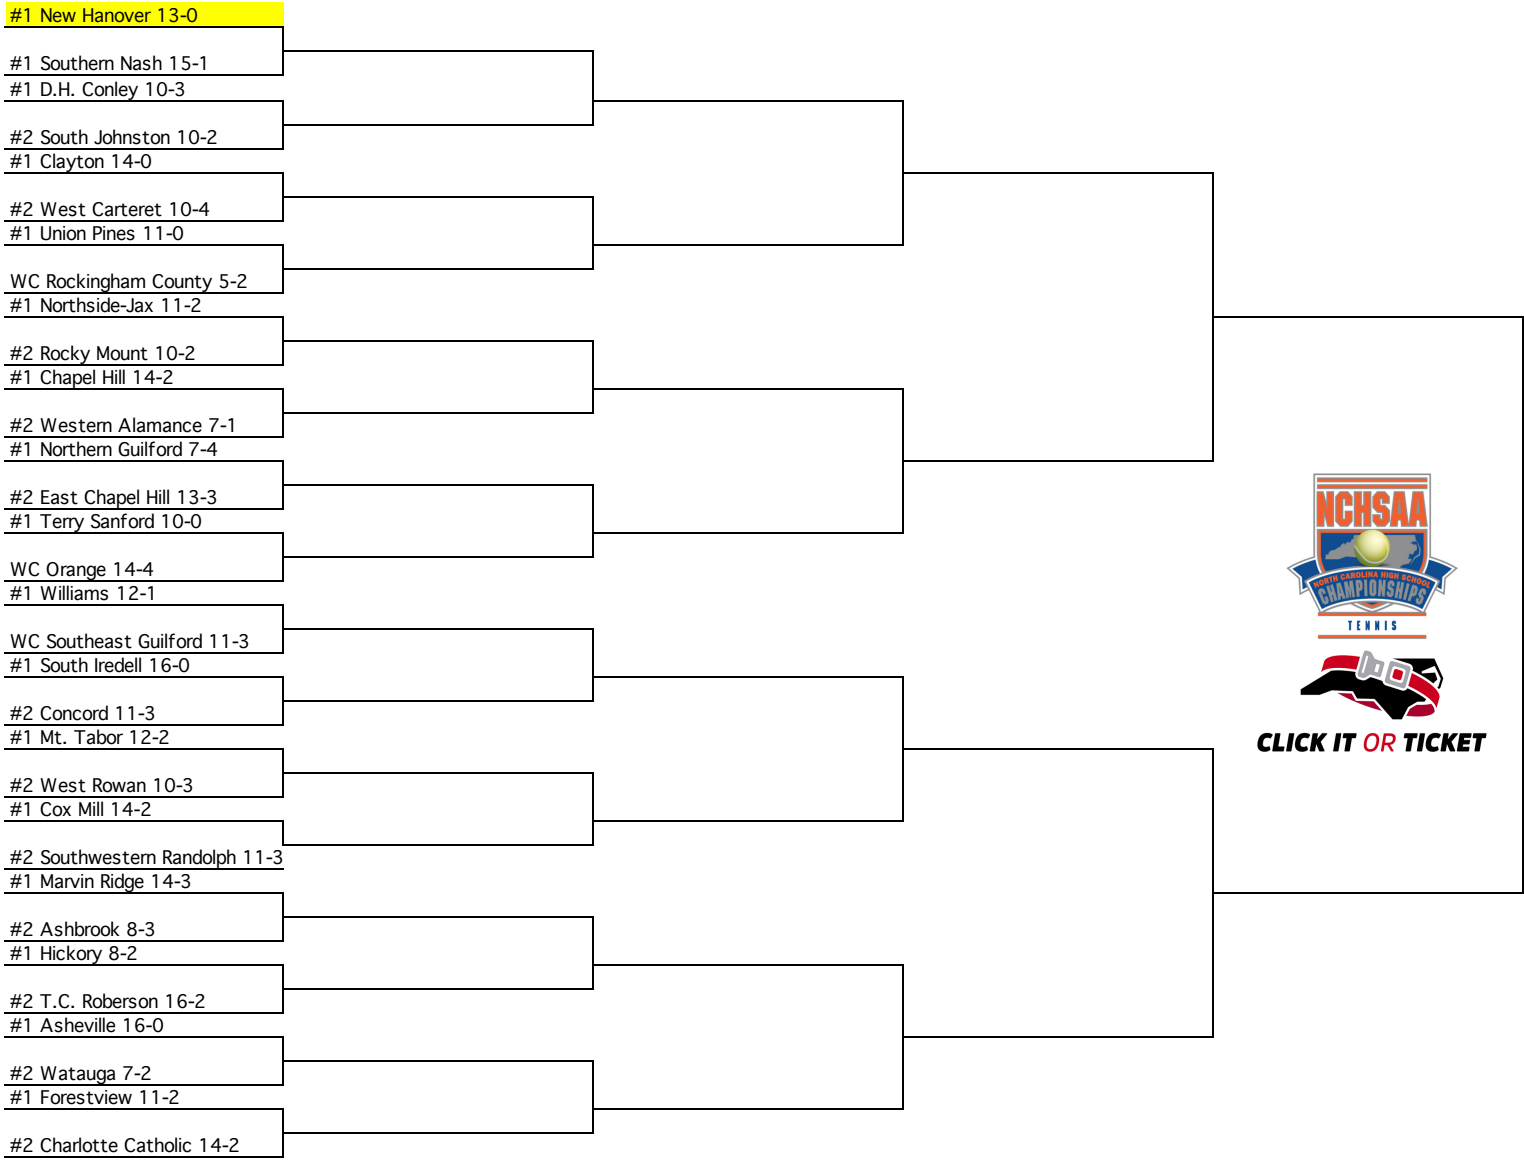 #1 New Hanover 13-0
#1 Southern Nash 15-1
#1 D.H. Conley 10-3
#2 South Johnston 10-2
#1 Clayton 14-0
#2 West Carteret 10-4
#1 Union Pines 11-0
WC Rockingham County 5-2
#1 Northside-Jax 11-2
#2 Rocky Mount 10-2
#1 Chapel Hill 14-2
#2 Western Alamance 7-1
#1 Northern Guilford 7-4
#2 East Chapel Hill 13-3
#1 Terry Sanford 10-0
WC Orange 14-4
#1 Williams 12-1
WC Southeast Guilford 11-3
#1 South Iredell 16-0
#2 Concord 11-3
#1 Mt. Tabor 12-2
#2 West Rowan 10-3
#1 Cox Mill 14-2
#2 Southwestern Randolph 11-3
#1 Marvin Ridge 14-3
#2 Ashbrook 8-3
#1 Hickory 8-2
#2 T.C. Roberson 16-2
#1 Asheville 16-0
#2 Watauga 7-2
#1 Forestview 11-2
#2 Charlotte Catholic 14-2
NCHSAA
NORTH CAROLINA HIGH SCHOOL
CHAMPIONSHIPS
TENNIS
CLICK IT OR TICKET